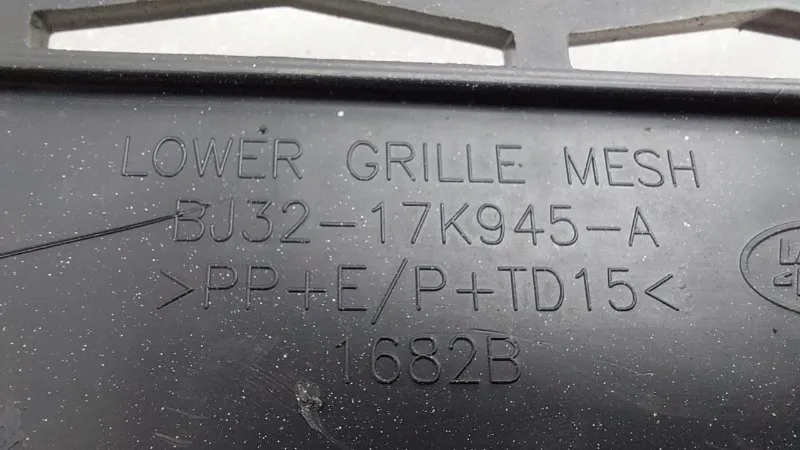 LOWER GRILLE MESH
BJ32-17K945-A
>PP+E/P+TD15<
1682B